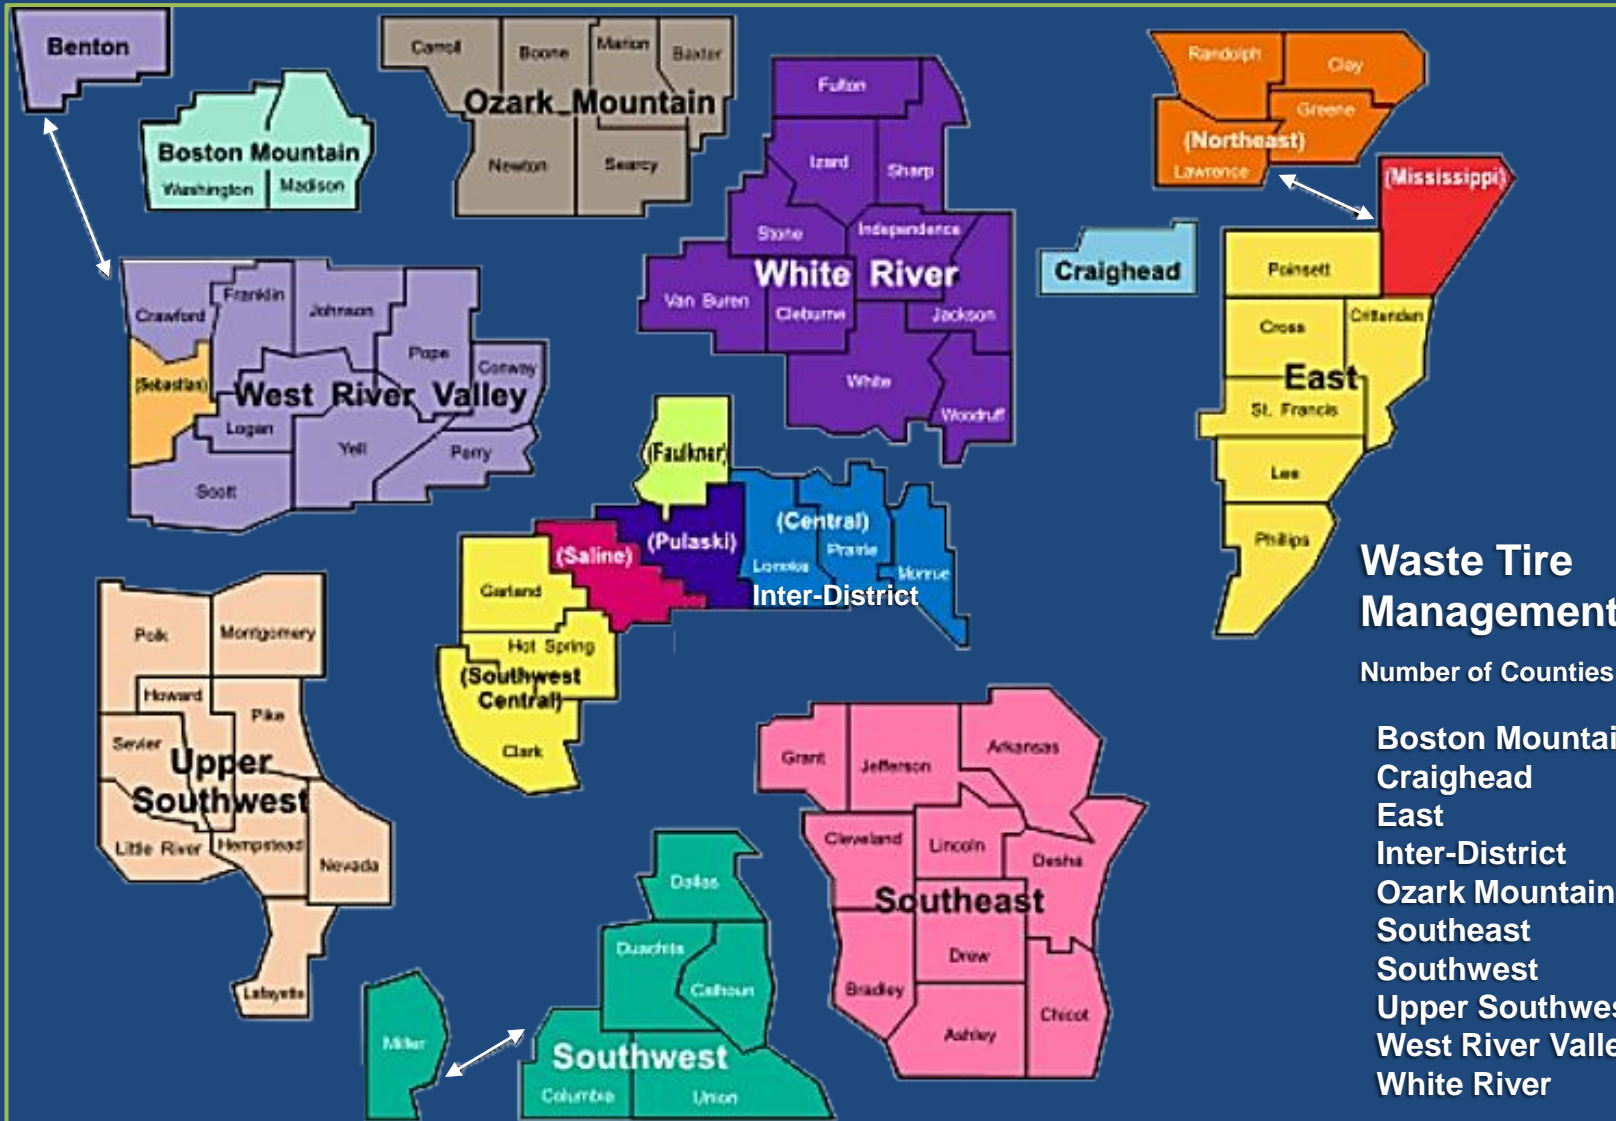 Benton
Boston Mountain
Washington
Madison
Carroll
Boone
Marion
Baxter
Ozark Mountain
Newton
Searcy
Fulton
Izard
Sharp
Stone
Independence
White River
Van Buren
Cleburne
Jackson
White
Woodruff
Randolph
Clay
Greene
(Northeast)
Lawrence
(Mississippi)
Craighead
Poinsett
Cross
Crittenden
East
St. Francis
Lee
Phillips
Crawford
Franklin
Johnson
Pope
Conway
(Sebastian)
West River Valley
Logan
Yell
Perry
Scott
(Faulkner)
(Pulaski)
(Saline)
(Central)
Lonoke
Prairie
Monroe
Inter-District
Garland
Hot Spring
(Southwest
Central)
Clark
Polk
Montgomery
Howard
Pike
Sevier
Upper
Southwest
Little River
Hempstead
Nevada
Lafayette
Miller
Dallas
Ouachita
Calhoun
Southwest
Columbia
Union
Grant
Jefferson
Arkansas
Cleveland
Lincoln
Desha
Southeast
Drew
Bradley
Ashley
Chicot
Waste Tire
Management
Number of Counties
Boston Mountai
Craighead
East
Inter-District
Ozark Mountain
Southeast
Southwest
Upper Southwes
West River Valle
White River